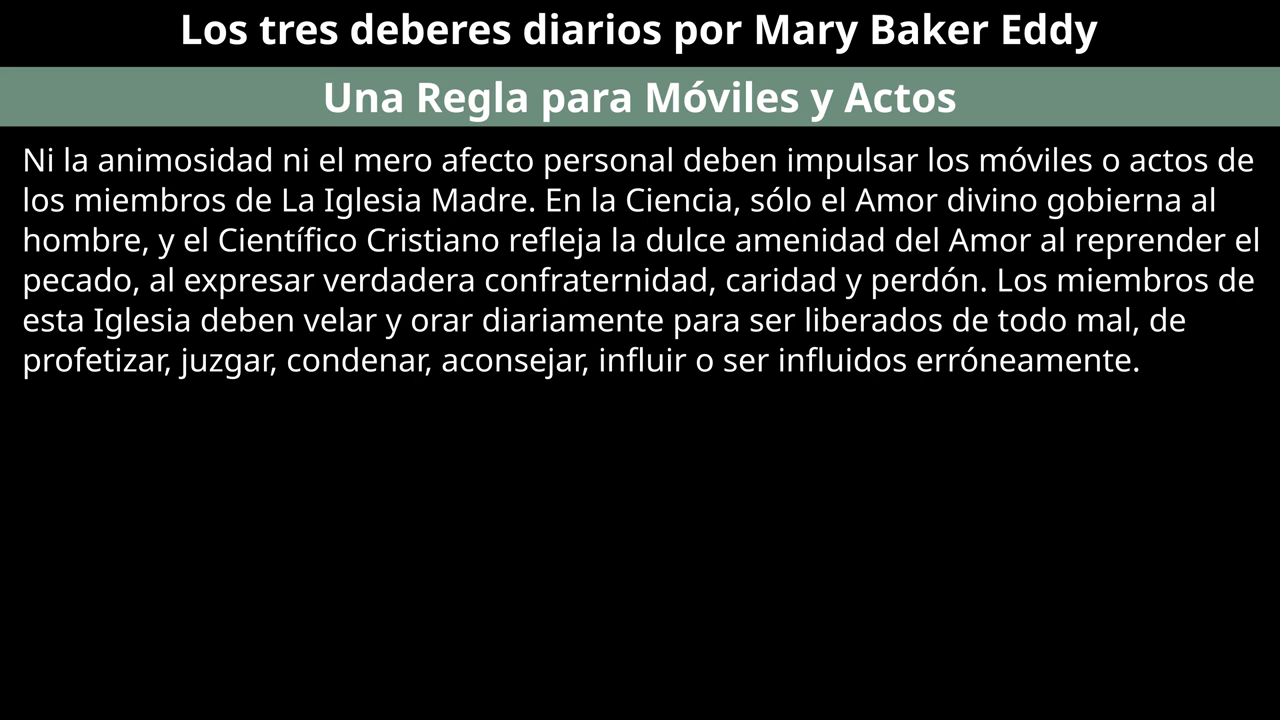 Los tres deberes diarios por Mary Baker Eddy
Una Regla para Móviles y Actos
Ni la animosidad ni el mero afecto personal deben impulsar los móviles o actos de
los miembros de La Iglesia Madre. En la Ciencia, sólo el Amor divino gobierna al
hombre, y el Científico Cristiano refleja la dulce amenidad del Amor al reprender el
pecado, al expresar verdadera confraternidad, caridad y perdón. Los miembros de
esta Iglesia deben velar y orar diariamente para ser liberados de todo mal, de
profetizar, juzgar, condenar, aconsejar, influir o ser influidos erróneamente.